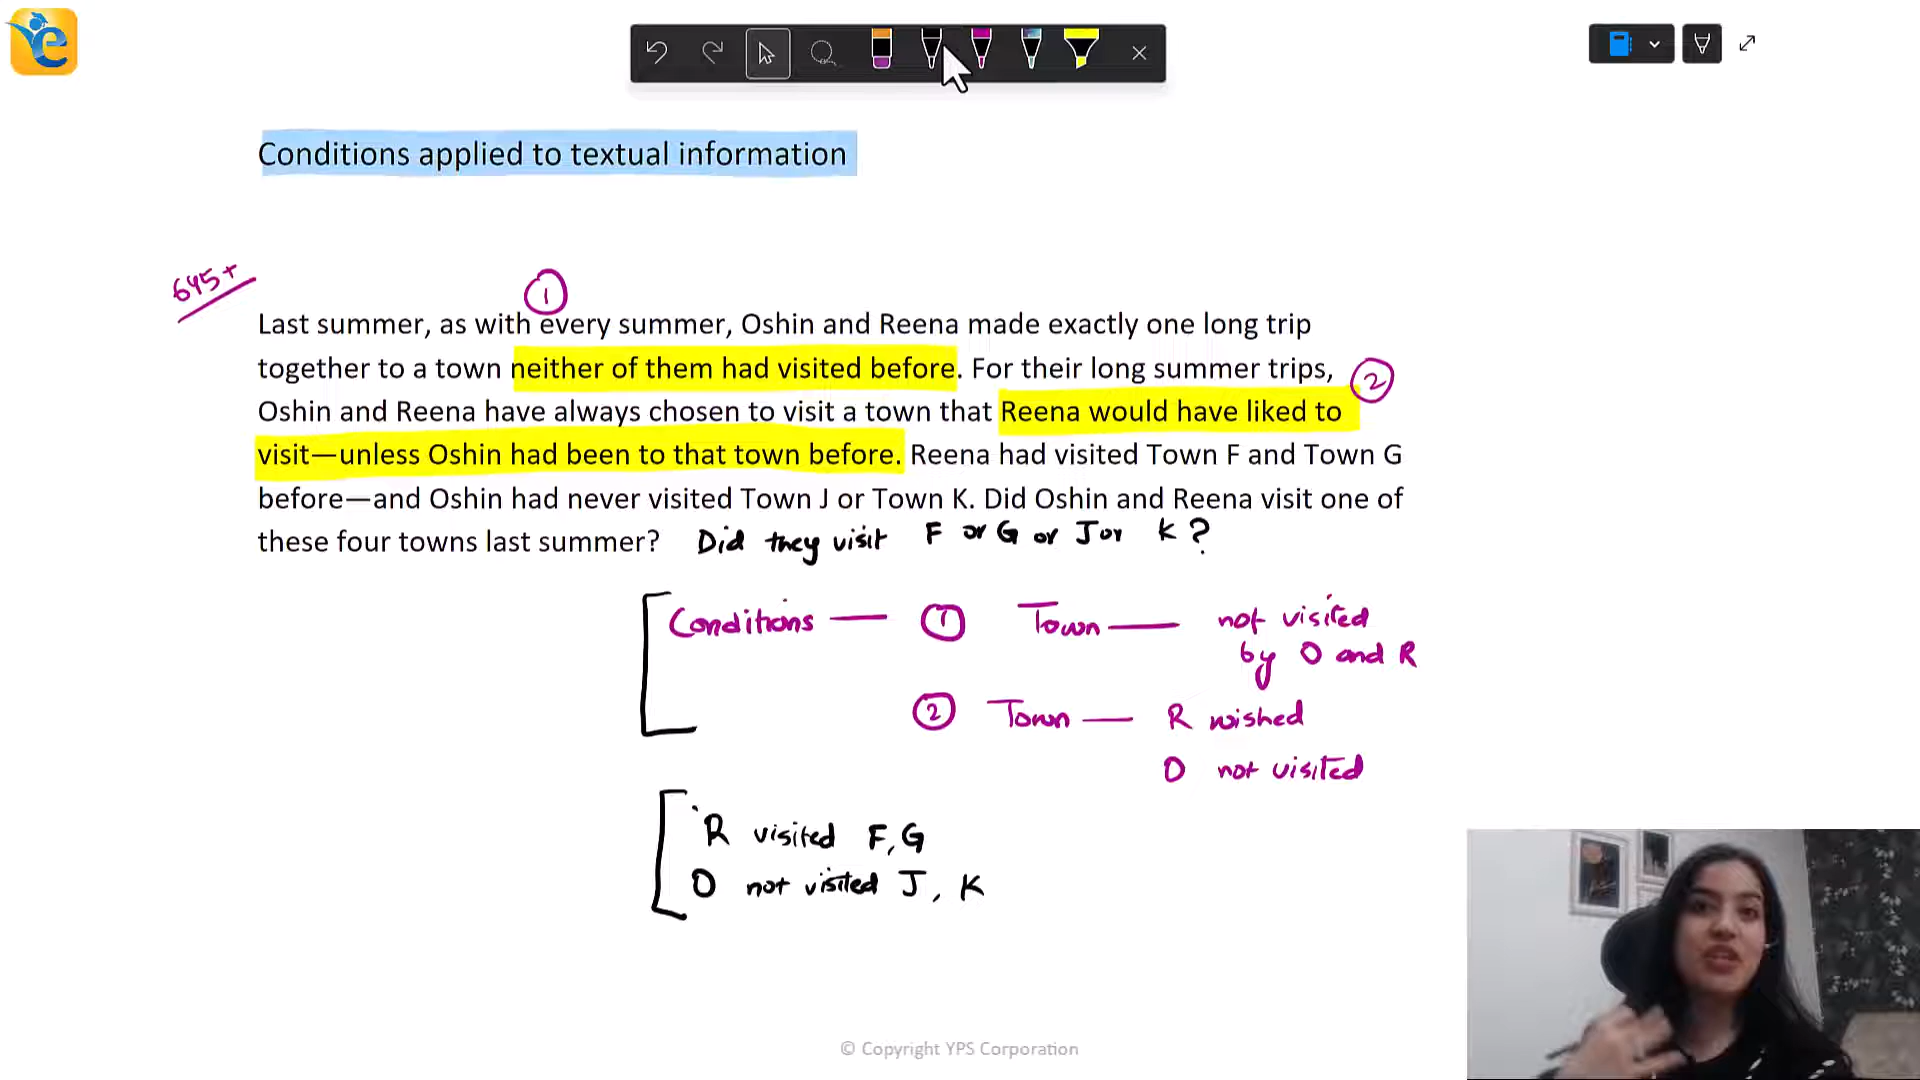 Conditions applied to textual information
645+
①
Last summer, as with every summer, Oshin and Reena made exactly one long trip
together to a town neither of them had visited before. For their long summer trips,
②
Oshin and Reena have always chosen to visit a town that Reena would have liked to
visit—unless Oshin had been to that town before. Reena had visited Town F and Town G
before—and Oshin had never visited Town J or Town K. Did Oshin and Reena visit one of
these four towns last summer? Did they visit F or G or J or K?
Conditions — ① Town — not visited
by O and R
② Town — R wished
O not visited
R visited F, G
O not visited J, K
© Copyright YPS Corporation